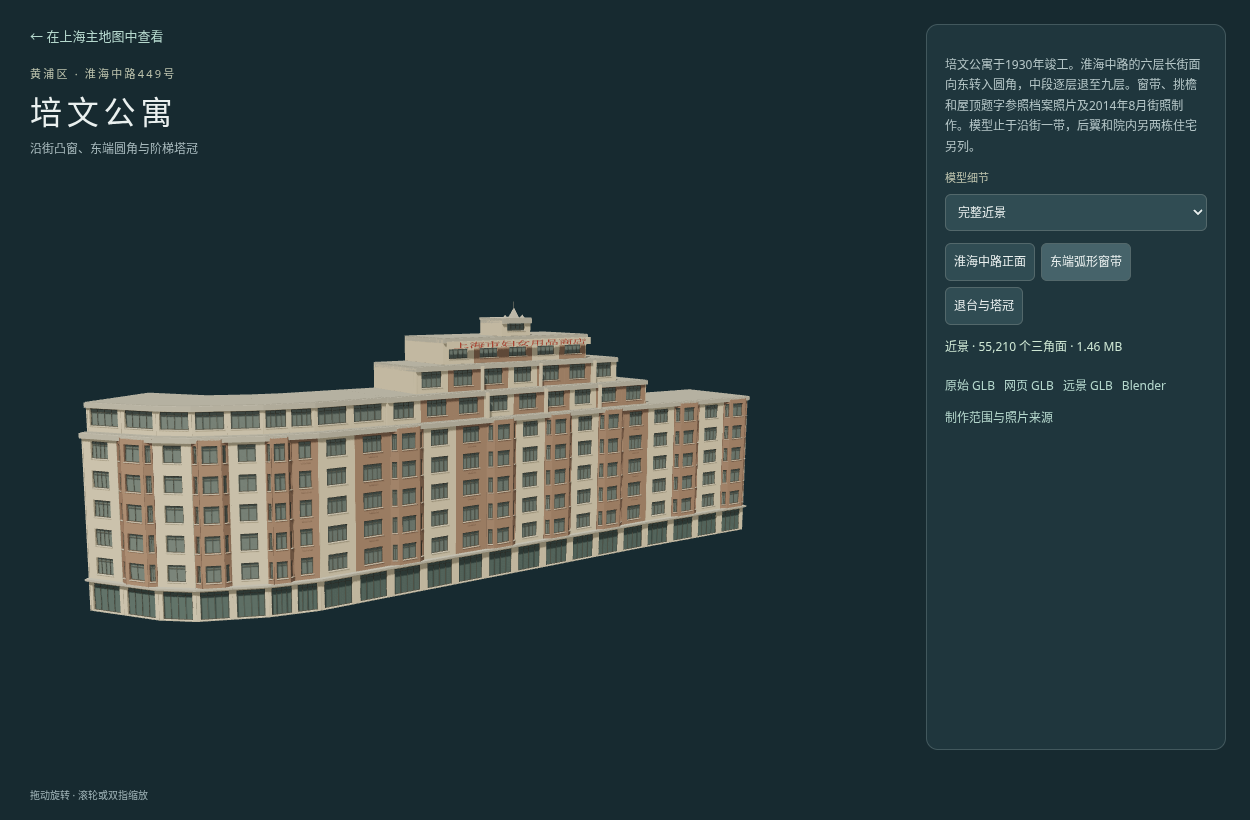 ← 在上海主地图中查看
黄浦区 · 淮海中路449号
培文公寓
沿街凸窗、东端圆角与阶梯塔冠
培文公寓于1930年竣工。淮海中路的六层长街面
向东转入圆角，中段逐层退至九层。窗带、挑檐
和屋顶题字参照档案照片及2014年8月街照制
作。模型止于沿街一带，后翼和院内另两栋住宅
另列。
模型细节
完整近景
淮海中路正面
东端弧形窗带
退台与塔冠
近景 · 55,210 个三角面 · 1.46 MB
原始 GLB 网页 GLB 远景 GLB Blender
制作范围与照片来源
拖动旋转 · 滚轮或双指缩放